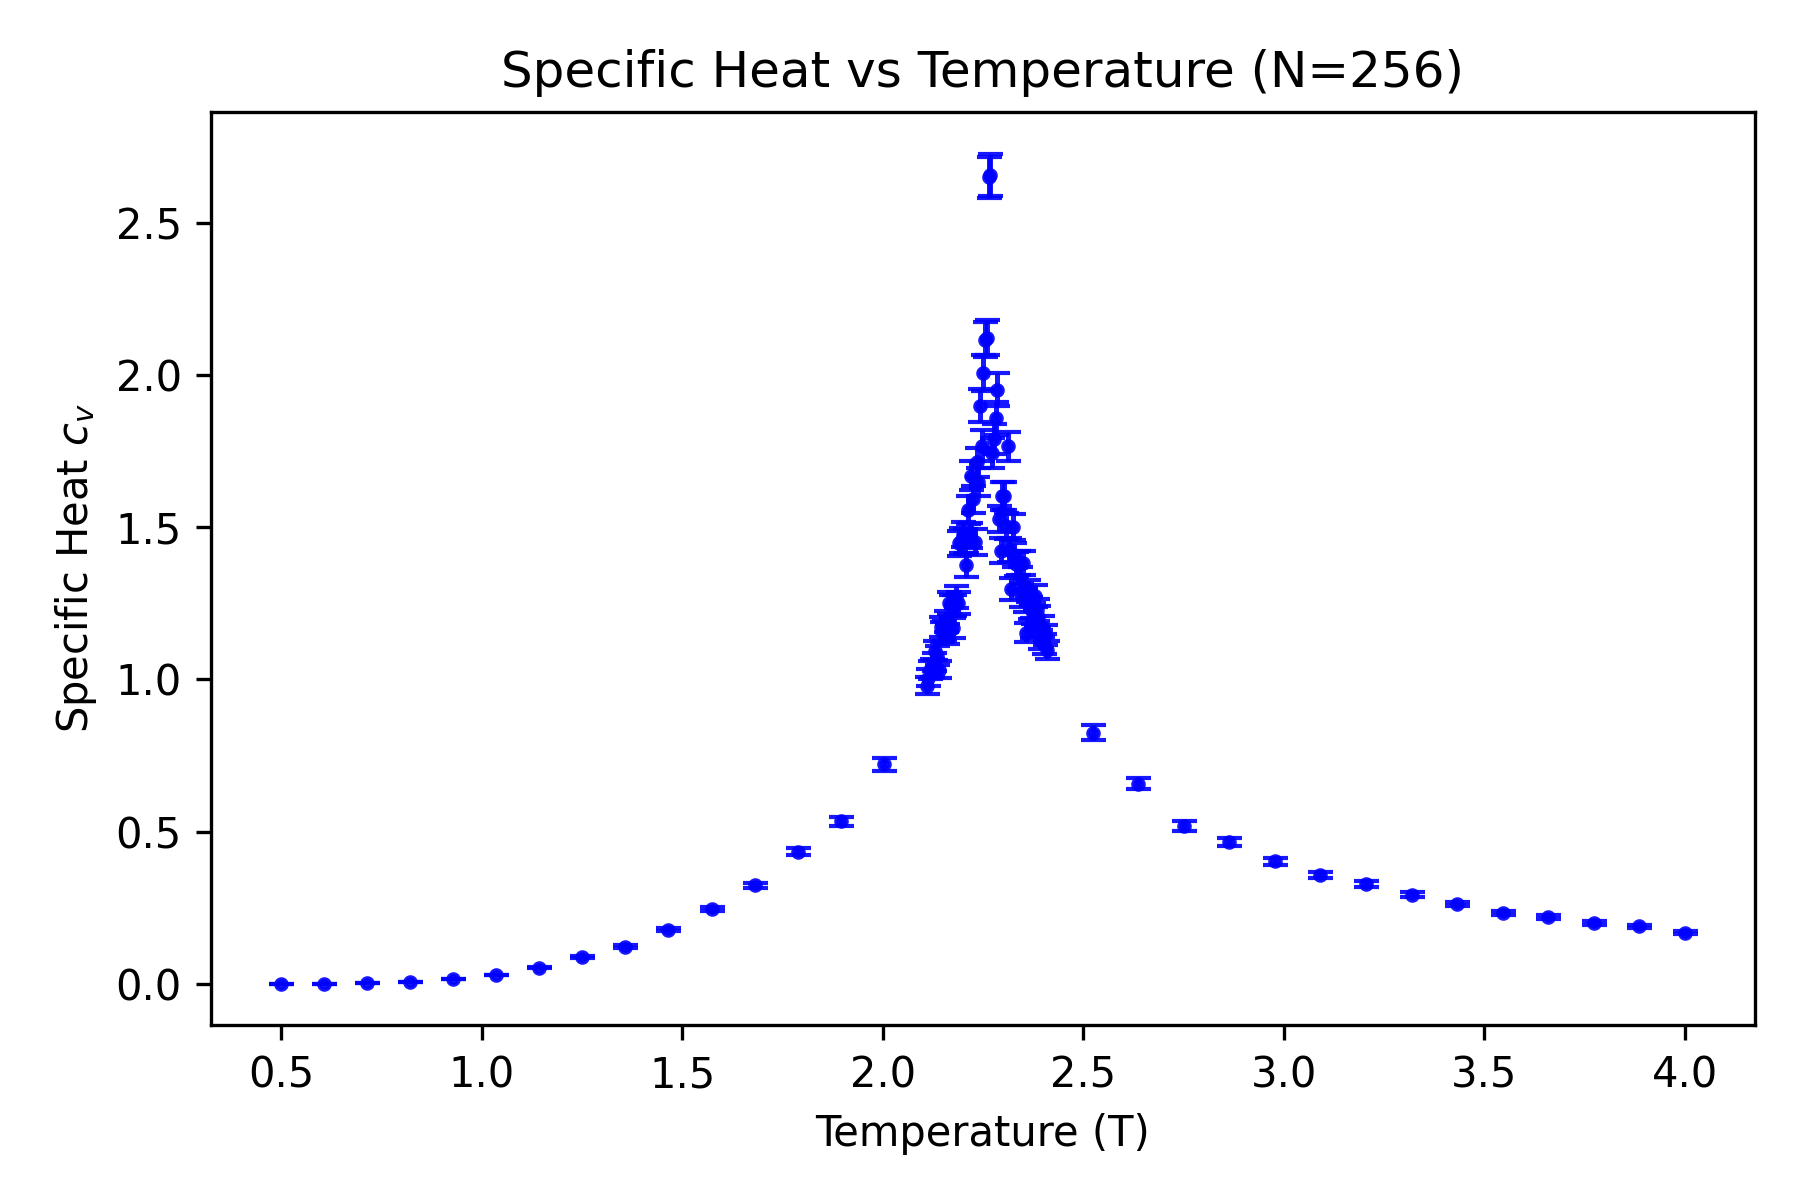 Specific Heat vs Temperature (N=256)
Specific Heat cᵥ
2.5
2.0
1.5
1.0
0.5
0.0
0.5 1.0 1.5 2.0 2.5 3.0 3.5 4.0
Temperature (T)